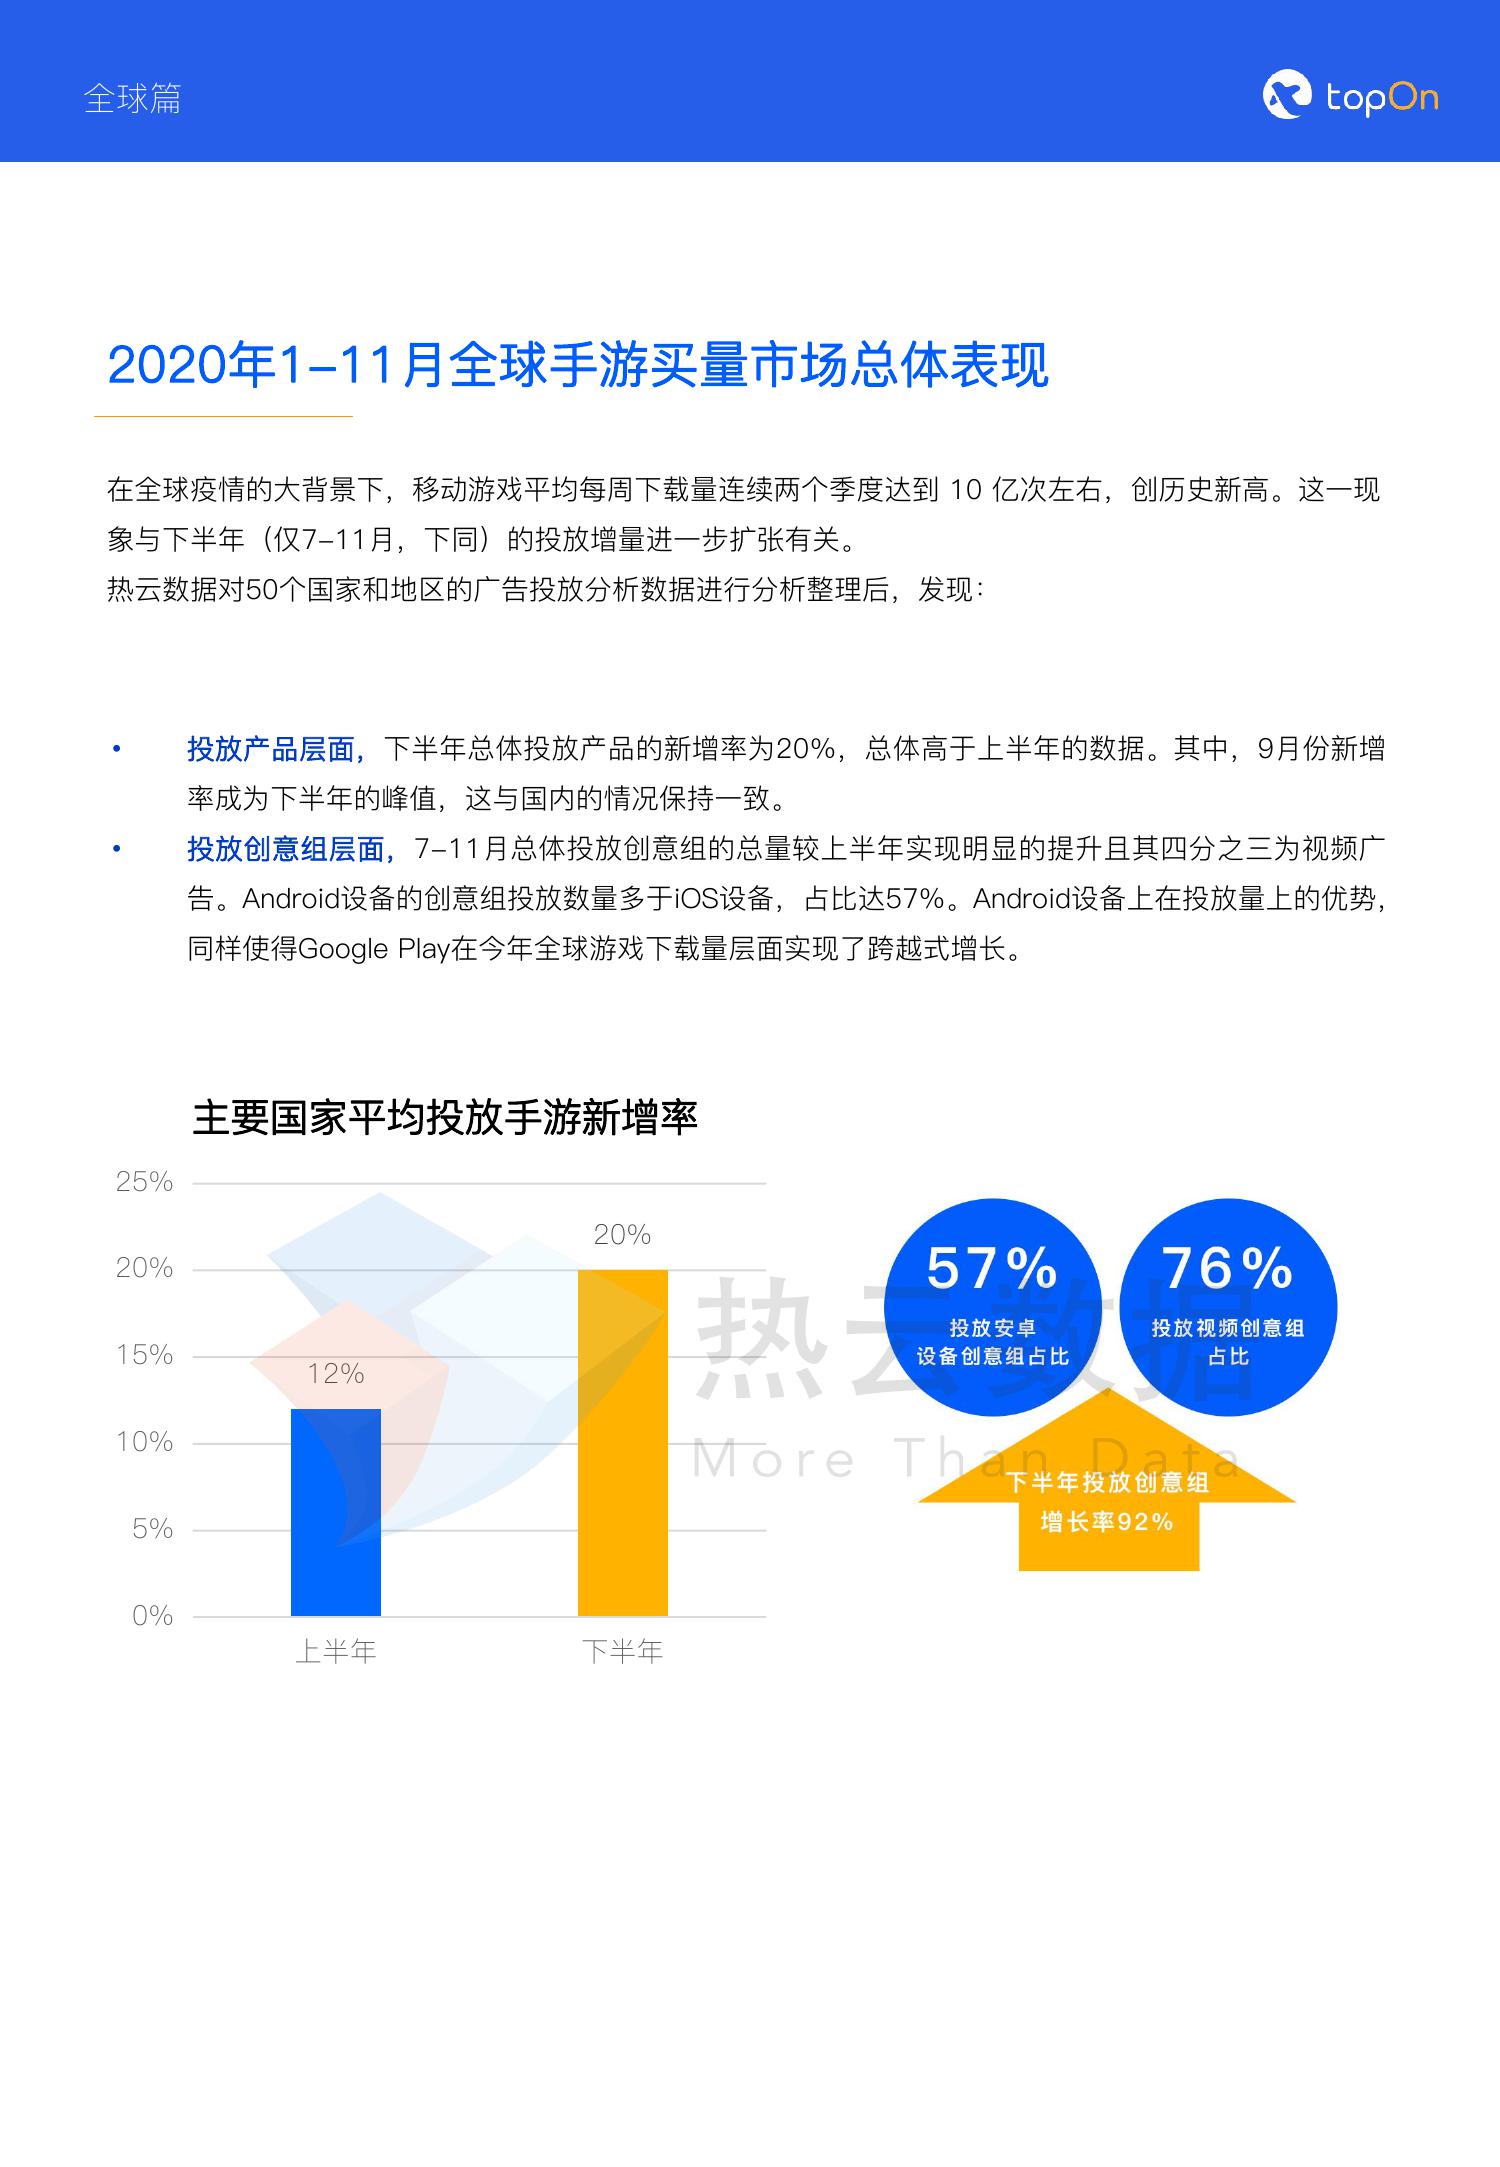 全球篇
topOn
2020年1-11月全球手游买量市场总体表现
在全球疫情的大背景下，移动游戏平均每周下载量连续两个季度达到 10 亿次左右，创历史新高。这一现
象与下半年（仅7-11月，下同）的投放增量进一步扩张有关。
热云数据对50个国家和地区的广告投放分析数据进行分析整理后，发现：
• 投放产品层面，下半年总体投放产品的新增率为20%，总体高于上半年的数据。其中，9月份新增
率成为下半年的峰值，这与国内的情况保持一致。
• 投放创意组层面，7-11月总体投放创意组的总量较上半年实现明显的提升且其四分之三为视频广
告。Android设备的创意组投放数量多于iOS设备，占比达57%。Android设备上在投放量上的优势，
同样使得Google Play在今年全球游戏下载量层面实现了跨越式增长。
主要国家平均投放手游新增率
25%
20%
15%
10%
5%
0%
12%
20%
上半年
下半年
57%
投放安卓
设备创意组占比
76%
投放视频创意组
占比
下半年投放创意组
增长率92%
热云数据
More Than Data